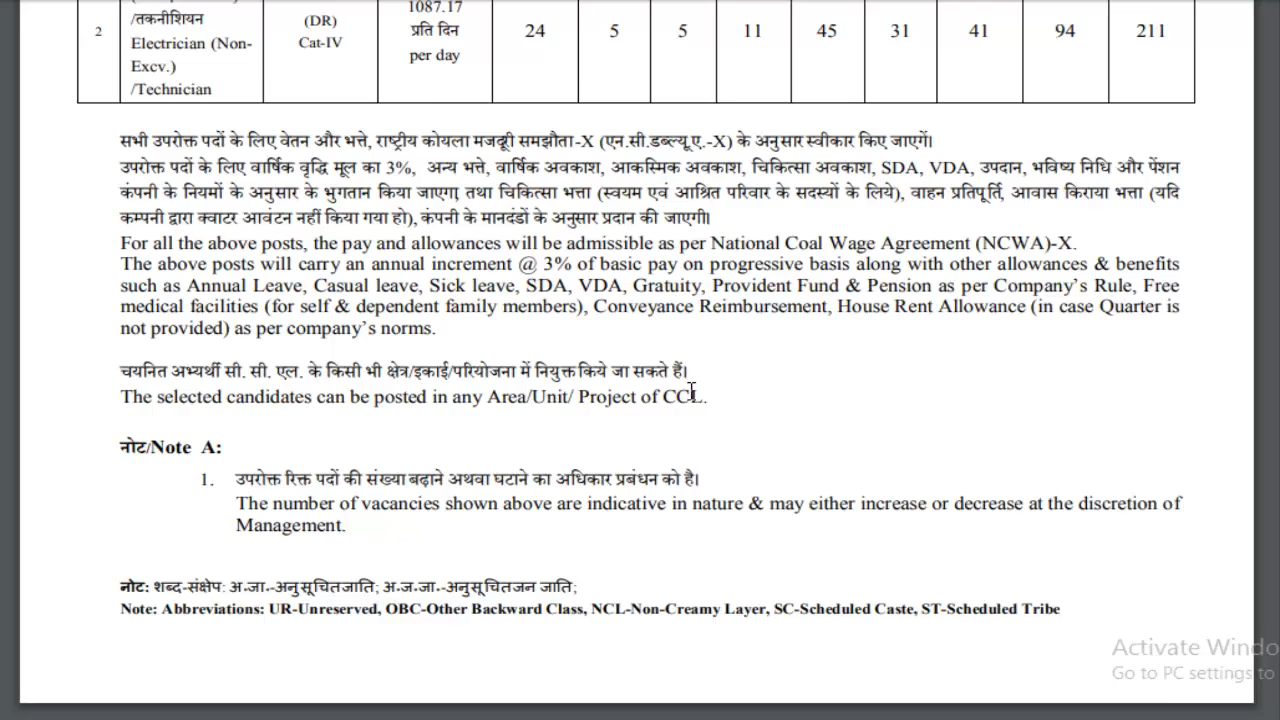 /तकनीशियन
Electrician (Non-
Excv.)
/Technician
2
(DR)
Cat-IV
1087.17
प्रति दिन
per day
24 5 5 11 45 31 41 94 211
सभी उपरोक्त पदों के लिए वेतन और भत्ते, राष्ट्रीय कोयला मजदूरी समझौता-X (एन.सी.डब्ल्यू.ए.-X) के अनुसार स्वीकार किए जाएगें।
उपरोक्त पदों के लिए वार्षिक वृद्धि मूल का 3%, अन्य भत्ते, वार्षिक अवकाश, आकस्मिक अवकाश, चिकित्सा अवकाश, SDA, VDA, उपदान, भविष्य निधि और पेंशन
कंपनी के नियमों के अनुसार के भुगतान किया जाएगा, तथा चिकित्सा भत्ता (स्वयम एवं आश्रित परिवार के सदस्यों के लिये), वाहन प्रतिपूर्ति, आवास किराया भत्ता (यदि
कम्पनी द्वारा क्वाटर आवंटन नहीं किया गया हो), कंपनी के मानदंडों के अनुसार प्रदान की जाएगी।
For all the above posts, the pay and allowances will be admissible as per National Coal Wage Agreement (NCWA)-X.
The above posts will carry an annual increment @ 3% of basic pay on progressive basis along with other allowances & benefits
such as Annual Leave, Casual leave, Sick leave, SDA, VDA, Gratuity, Provident Fund & Pension as per Company’s Rule, Free
medical facilities (for self & dependent family members), Conveyance Reimbursement, House Rent Allowance (in case Quarter is
not provided) as per company’s norms.
चयनित अभ्यर्थी सी. सी. एल. के किसी भी क्षेत्र/इकाई/परियोजना में नियुक्त किये जा सकते हैं।
The selected candidates can be posted in any Area/Unit/ Project of CCL.
नोट/Note A:
1. उपरोक्त रिक्त पदों की संख्या बढ़ाने अथवा घटाने का अधिकार प्रबंधन को है।
The number of vacancies shown above are indicative in nature & may either increase or decrease at the discretion of
Management.
नोट: शब्द-संक्षेप: अ.जा.-अनुसूचितजाति; अ.ज.जा.-अनुसूचितजन जाति;
Note: Abbreviations: UR-Unreserved, OBC-Other Backward Class, NCL-Non-Creamy Layer, SC-Scheduled Caste, ST-Scheduled Tribe
Activate Windo
Go to PC settings to